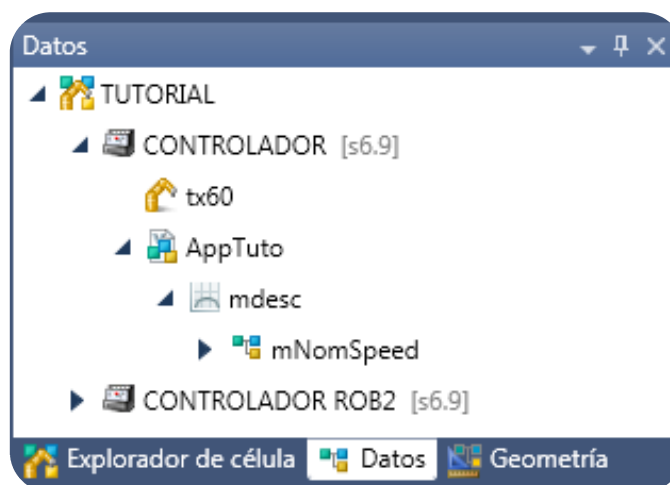 Datos
TUTORIAL
CONTROLADOR [s6.9]
tx60
AppTuto
mdesc
mNomSpeed
CONTROLADOR ROB2 [s6.9]
Explorador de célula Datos Geometría